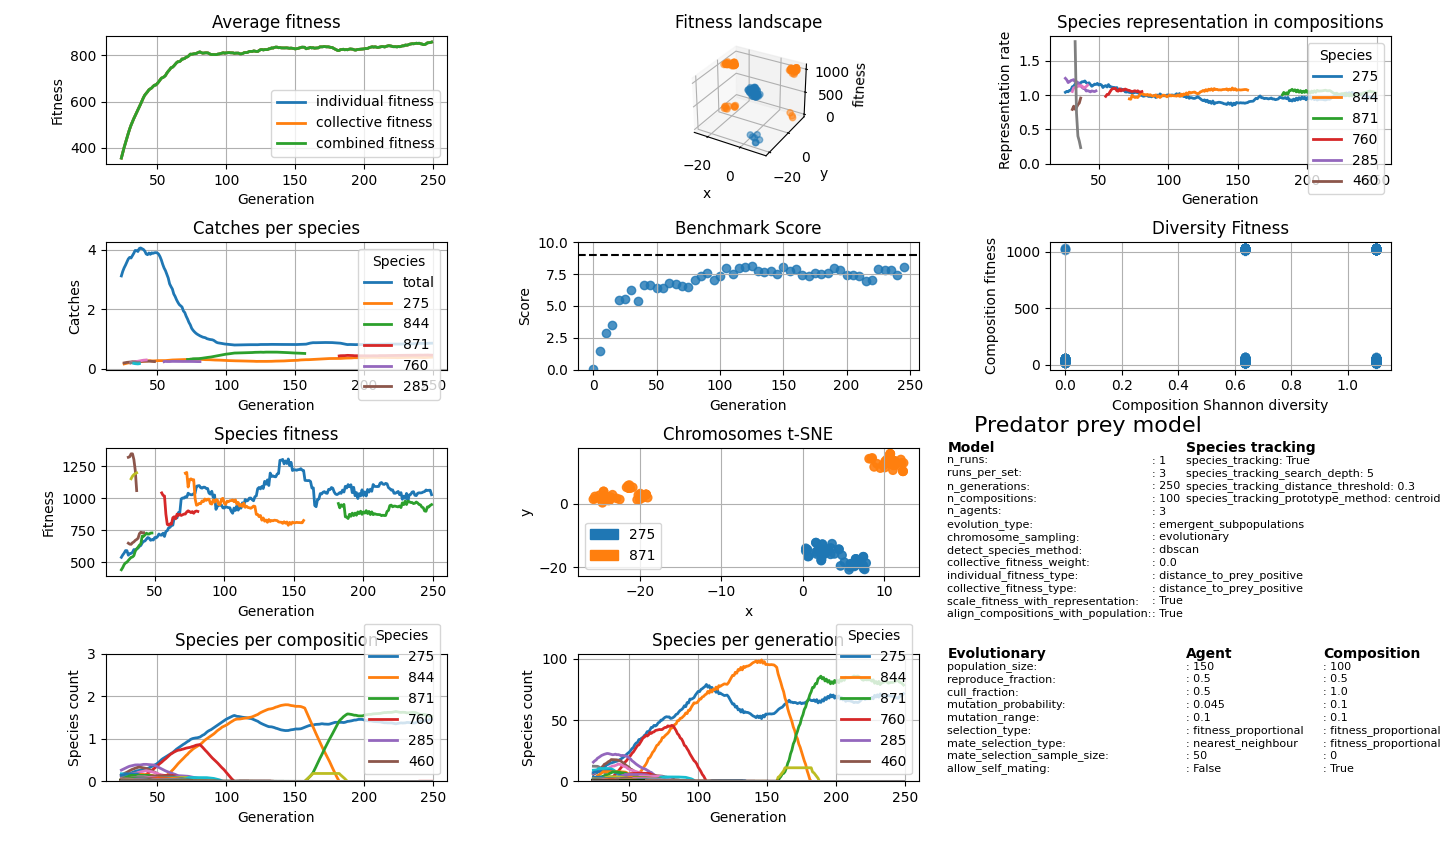 Average fitness
Fitness
800
600
400
individual fitness
collective fitness
combined fitness
50 100 150 200 250
Generation
Fitness landscape
1000
500
0
fitness
−20 0
x
−20 0
y
Species representation in compositions
Representation rate
1.5
1.0
0.5
0.0
Species
275
844
871
760
285
460
50 100 150 200 250
Generation
Catches per species
Catches
4
2
0
Species
total
275
844
871
760
285
50 100 150 200 250
Generation
Benchmark Score
Score
10.0
7.5
5.0
2.5
0.0
0 50 100 150 200 250
Generation
Diversity Fitness
Composition fitness
1000
500
0
0.0 0.2 0.4 0.6 0.8 1.0
Composition Shannon diversity
Species fitness
Fitness
1250
1000
750
500
50 100 150 200 250
Generation
Chromosomes t-SNE
y
0
−20
275
871
−20 −10 0 10
x
Predator prey model
Model
n_runs: : 1
runs_per_set: : 3
n_generations: : 250
n_compositions: : 100
n_agents: : 3
evolution_type: : emergent_subpopulations
chromosome_sampling: : evolutionary
detect_species_method: : dbscan
collective_fitness_weight: : 0.0
individual_fitness_type: : distance_to_prey_positive
collective_fitness_type: : distance_to_prey_positive
scale_fitness_with_representation: : True
align_compositions_with_population: : True
Species tracking
species_tracking: True
species_tracking_search_depth: 5
species_tracking_distance_threshold: 0.3
species_tracking_prototype_method: centroid
Species per composition
Species count
3
2
1
0
Species
275
844
871
760
285
460
50 100 150 200 250
Generation
Species per generation
Species count
100
50
0
Species
275
844
871
760
285
460
50 100 150 200 250
Generation
Evolutionary Agent Composition
population_size: : 150 : 100
reproduce_fraction: : 0.5 : 0.5
cull_fraction: : 0.5 : 1.0
mutation_probability: : 0.045 : 0.1
mutation_range: : 0.1 : 0.1
selection_type: : fitness_proportional : fitness_proportional
mate_selection_type: : nearest_neighbour : fitness_proportional
mate_selection_sample_size: : 50 : 0
allow_self_mating: : False : True